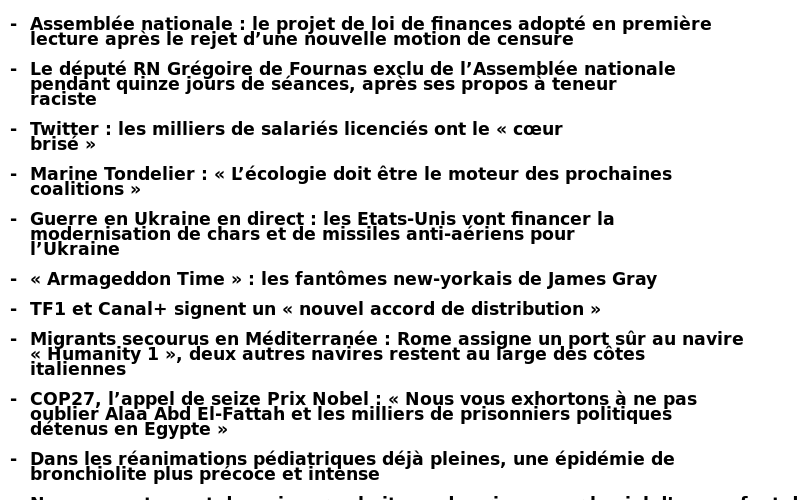 - Assemblée nationale : le projet de loi de finances adopté en première
lecture après le rejet d’une nouvelle motion de censure
- Le député RN Grégoire de Fournas exclu de l’Assemblée nationale
pendant quinze jours de séances, après ses propos à teneur
raciste
- Twitter : les milliers de salariés licenciés ont le « cœur
brisé »
- Marine Tondelier : « L’écologie doit être le moteur des prochaines
coalitions »
- Guerre en Ukraine en direct : les Etats-Unis vont financer la
modernisation de chars et de missiles anti-aériens pour
l’Ukraine
- « Armageddon Time » : les fantômes new-yorkais de James Gray
- TF1 et Canal+ signent un « nouvel accord de distribution »
- Migrants secourus en Méditerranée : Rome assigne un port sûr au navire
« Humanity 1 », deux autres navires restent au large des côtes
italiennes
- COP27, l’appel de seize Prix Nobel : « Nous vous exhortons à ne pas
oublier Alaa Abd El-Fattah et les milliers de prisonniers politiques
détenus en Egypte »
- Dans les réanimations pédiatriques déjà pleines, une épidémie de
bronchiolite plus précoce et intense